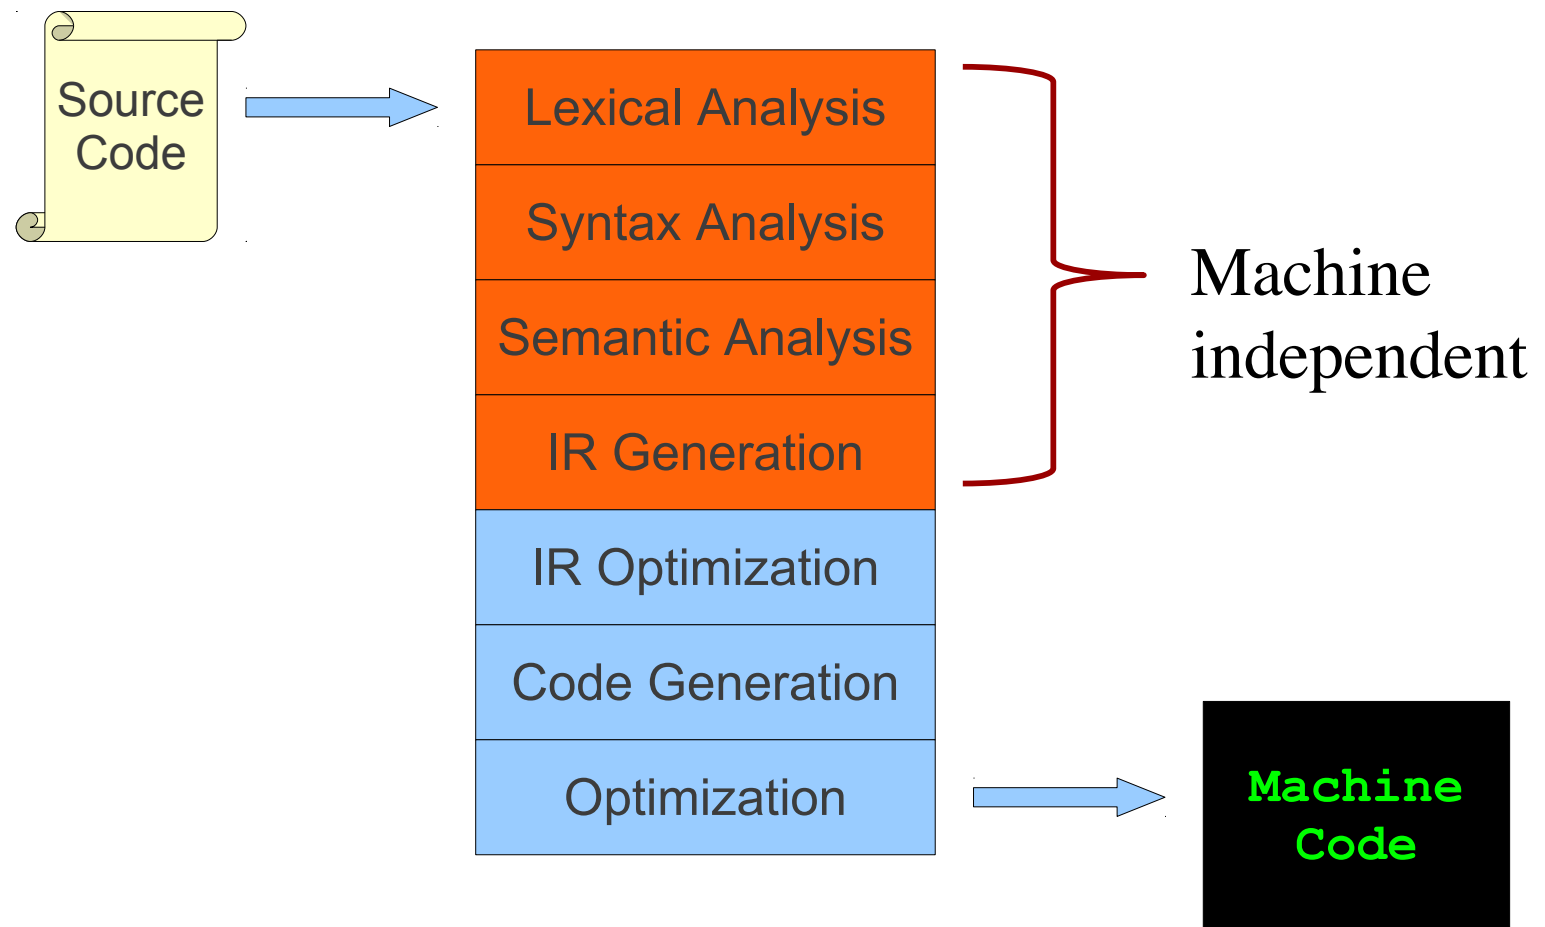 Source
Code
Lexical Analysis
Syntax Analysis
Semantic Analysis
IR Generation
IR Optimization
Code Generation
Optimization
Machine
independent
Machine
Code